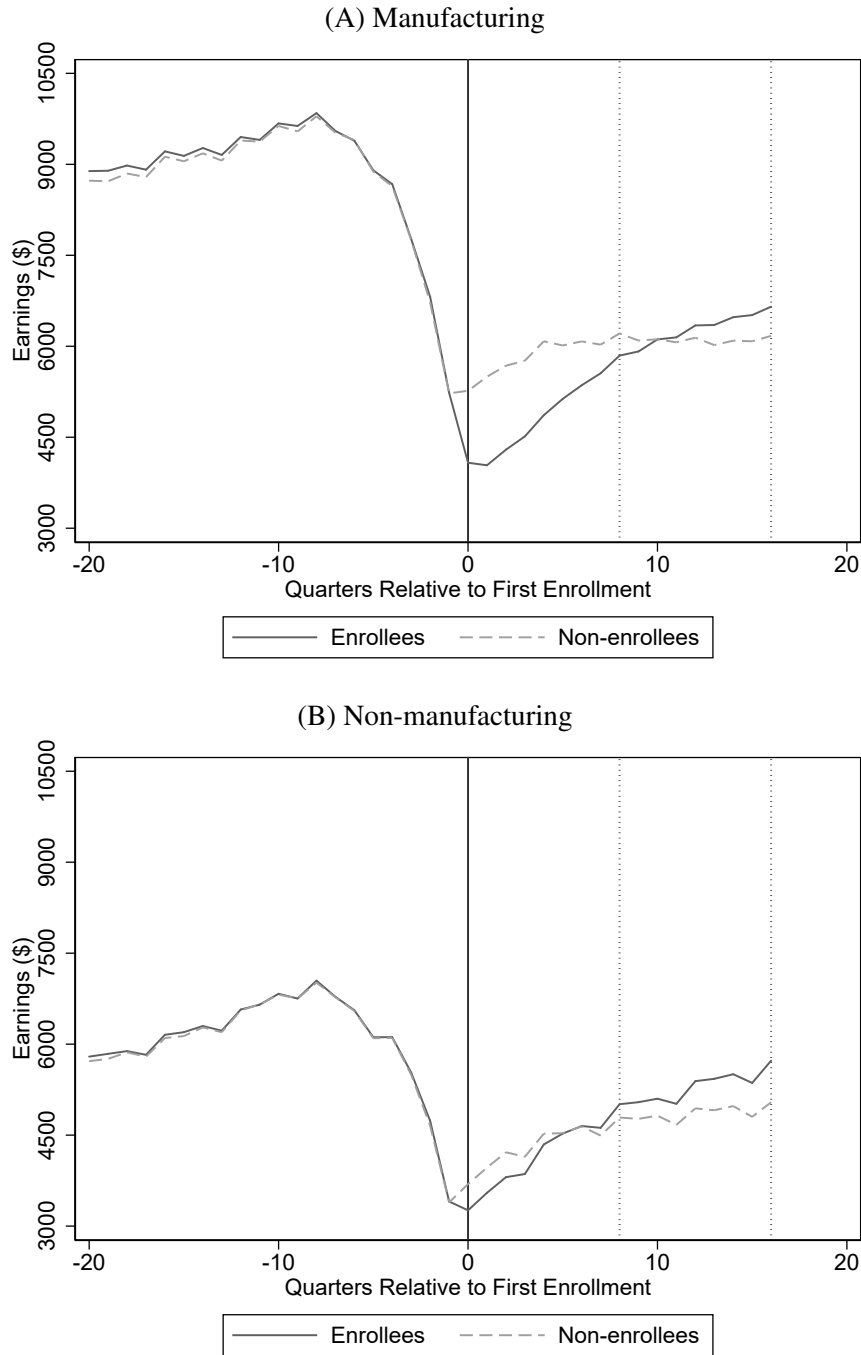 (A) Manufacturing
10500
9000
7500
6000
4500
3000
Earnings ($)
-20 -10 0 10 20
Quarters Relative to First Enrollment
Enrollees Non-enrollees
(B) Non-manufacturing
10500
9000
7500
6000
4500
3000
Earnings ($)
-20 -10 0 10 20
Quarters Relative to First Enrollment
Enrollees Non-enrollees